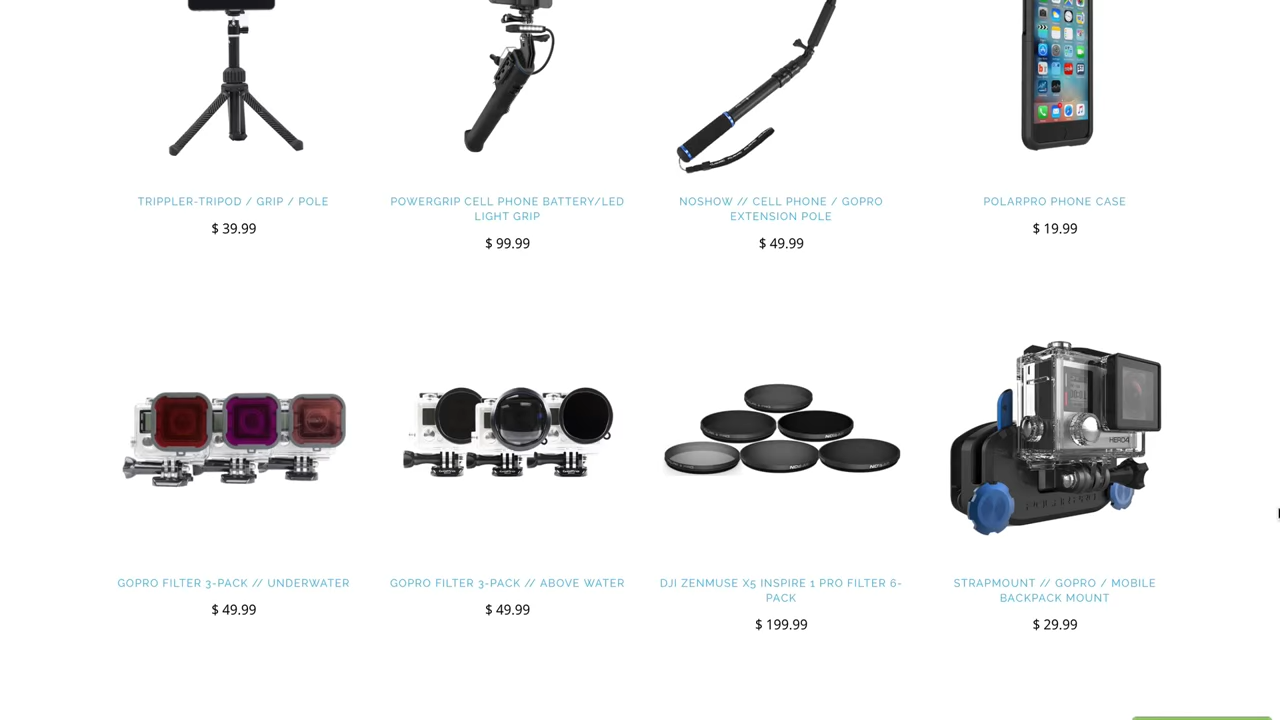 TRIPPLER-TRIPOD / GRIP / POLE
$ 39.99
POWERGRIP CELL PHONE BATTERY/LED
LIGHT GRIP
$ 99.99
NOSHOW // CELL PHONE / GOPRO
EXTENSION POLE
$ 49.99
POLARPRO PHONE CASE
$ 19.99
HERO4
GOPRO FILTER 3-PACK // UNDERWATER
$ 49.99
GOPRO FILTER 3-PACK // ABOVE WATER
$ 49.99
DJI ZENMUSE X5 INSPIRE 1 PRO FILTER 6-
PACK
$ 199.99
STRAPMOUNT // GOPRO / MOBILE
BACKPACK MOUNT
$ 29.99